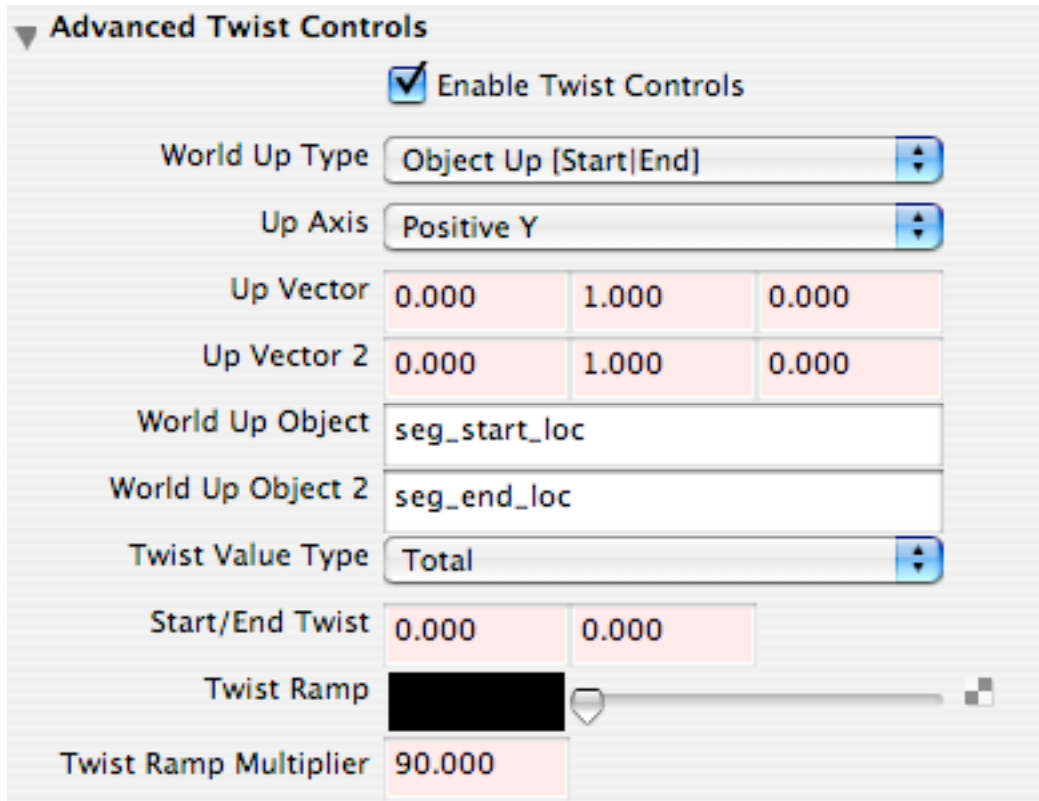 Advanced Twist Controls
Enable Twist Controls
World Up Type Object Up [Start|End]
Up Axis Positive Y
Up Vector 0.000 1.000 0.000
Up Vector 2 0.000 1.000 0.000
World Up Object seg_start_loc
World Up Object 2 seg_end_loc
Twist Value Type Total
Start/End Twist 0.000 0.000
Twist Ramp
Twist Ramp Multiplier 90.000